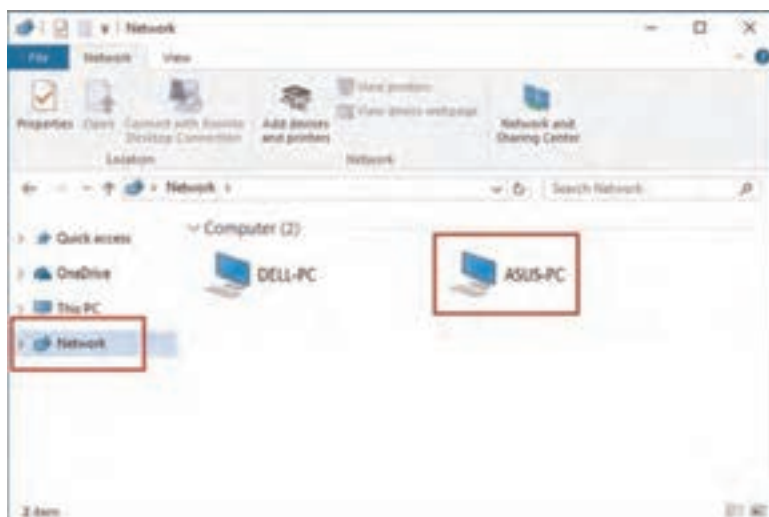 Network
File Network View
Properties Open Connect with Remote Desktop Connection
Add devices and printers
View printers
View device webpage
Network and Sharing Center
Location Network
Network
Search Network
Quick access
OneDrive
This PC
Network
Computer (2)
DELL-PC
ASUS-PC
2 item